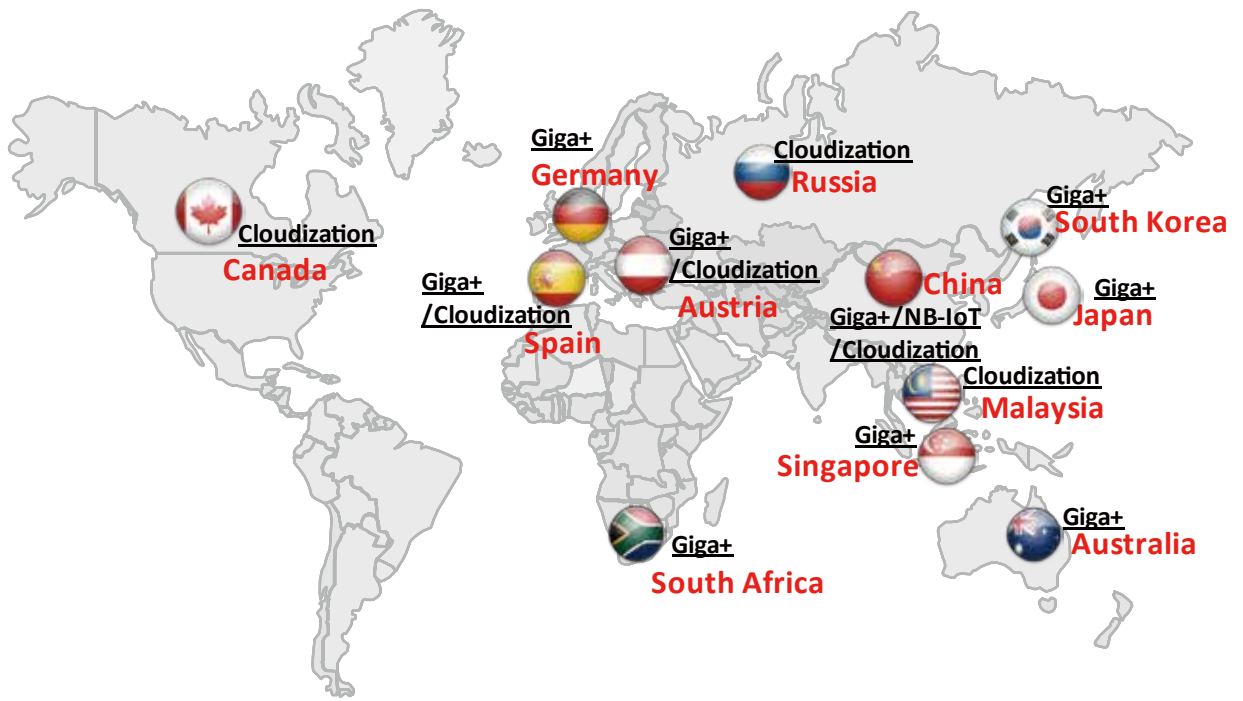 Giga+
Germany
Cloudization
Russia
Cloudization
Canada
Giga+
South Korea
Giga+
/Cloudization
Austria
Giga+
/Cloudization
Spain
China
Giga+/NB-IoT
/Cloudization
Giga+
Japan
Cloudization
Malaysia
Giga+
Singapore
Giga+
South Africa
Giga+
Australia